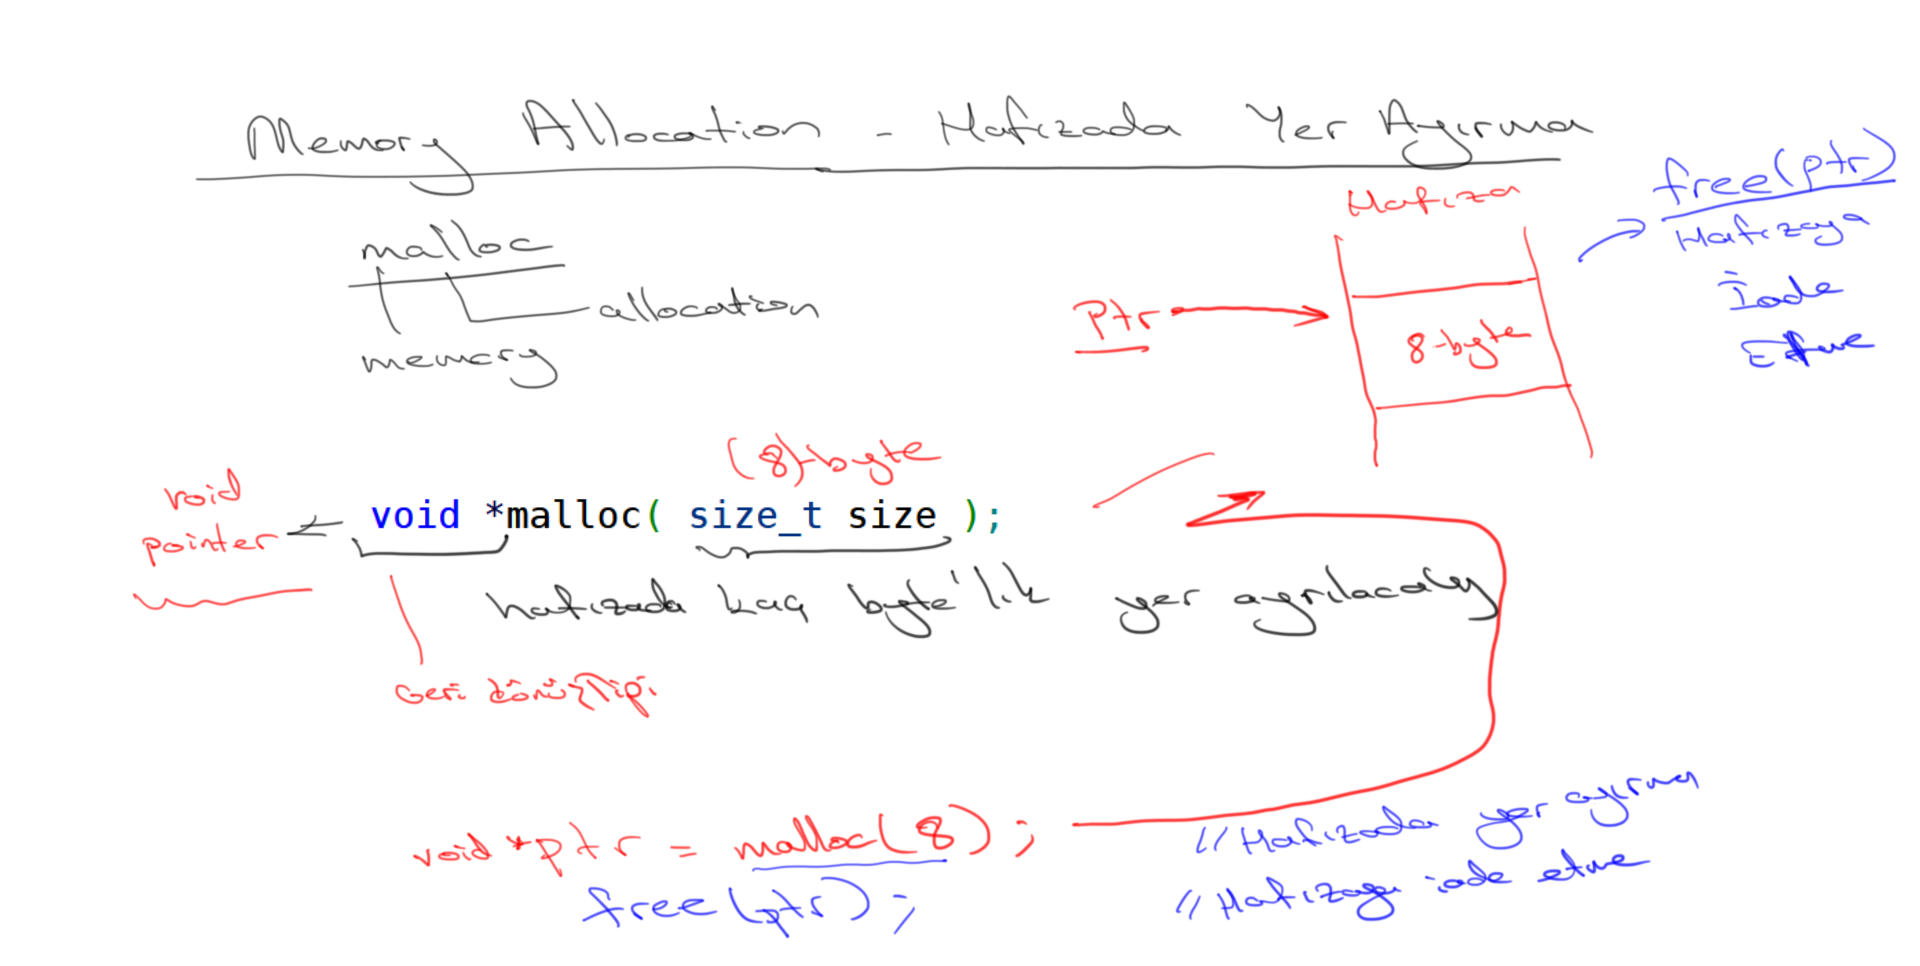 Memory Allocation - Hafızada Yer Ayırma
malloc
allocation
memory
Hafıza
Ptr
8-byte
free(ptr)
Hafızaya
İade
Etme
(8)-byte
void
pointer
void *malloc( size_t size );
hafızada kaç byte'lik yer ayrılacak
Geri dönüş tipi
void *ptr = malloc(8);
// Hafızada yer ayırma
free(ptr);
// Hafızaya iade etme